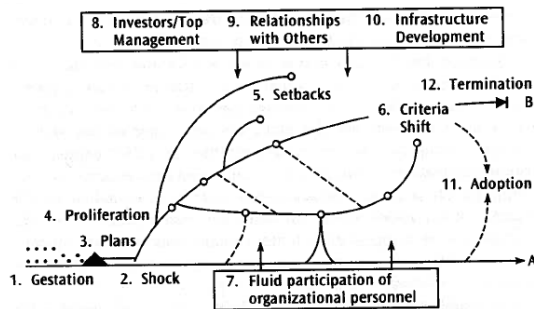 8. Investors/Top
Management
9. Relationships
with Others
10. Infrastructure
Development
12. Termination
B
5. Setbacks
6. Criteria
Shift
11. Adoption
4. Proliferation
3. Plans
A
1. Gestation
2. Shock
7. Fluid participation of
organizational personnel